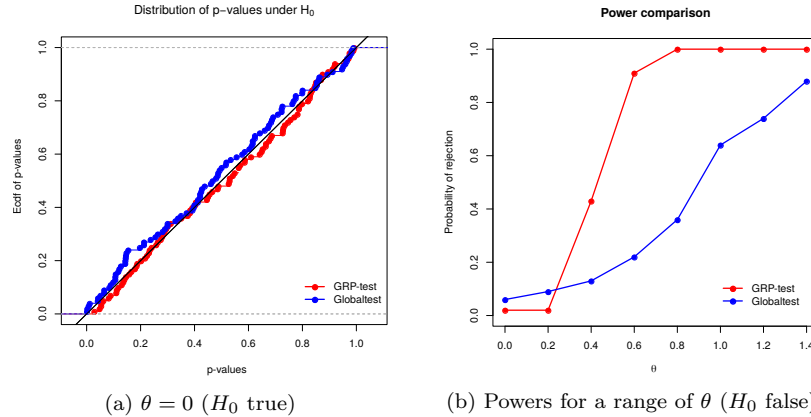 Distribution of p−values under H₀
Ecdf of p−values
1.0
0.8
0.6
0.4
0.2
0.0
GRP-test
Globaltest
0.0 0.2 0.4 0.6 0.8 1.0
p-values
(a) θ = 0 (H₀ true)
Power comparison
Probability of rejection
1.0
0.8
0.6
0.4
0.2
0.0
GRP-test
Globaltest
0.0 0.2 0.4 0.6 0.8 1.0 1.2 1.4
θ
(b) Powers for a range of θ (H₀ false)